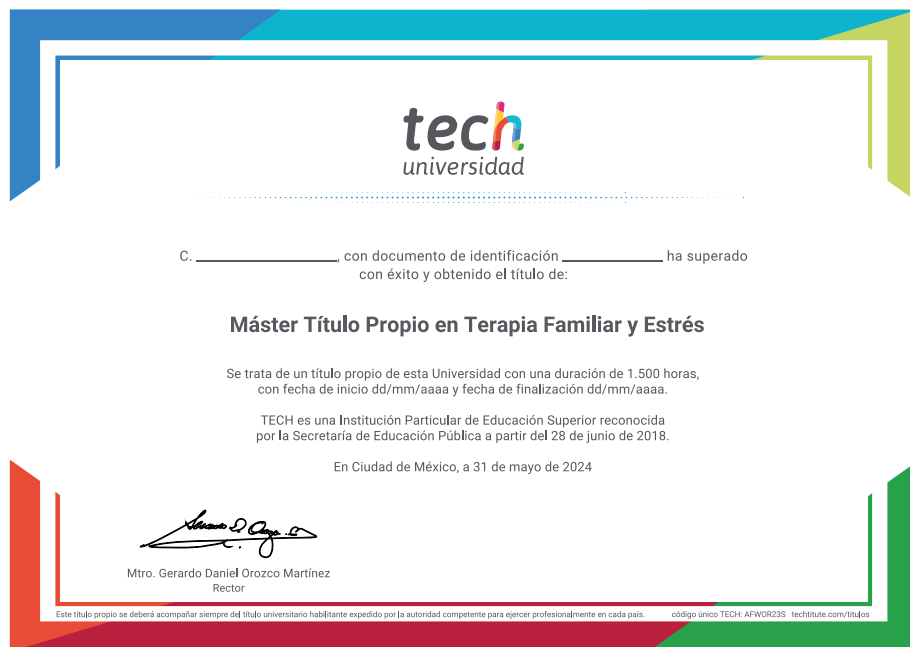 tech
universidad
C. __________________, con documento de identificación _____________ ha superado
con éxito y obtenido el título de:
Máster Título Propio en Terapia Familiar y Estrés
Se trata de un título propio de esta Universidad con una duración de 1.500 horas,
con fecha de inicio dd/mm/aaaa y fecha de finalización dd/mm/aaaa.
TECH es una Institución Particular de Educación Superior reconocida
por la Secretaría de Educación Pública a partir del 28 de junio de 2018.
En Ciudad de México, a 31 de mayo de 2024
Mtro. Gerardo Daniel Orozco Martínez
Rector
Este título propio se deberá acompañar siempre del título universitario habilitante expedido por la autoridad competente para ejercer profesionalmente en cada país. código único TECH: AFWOR23S techtitute.com/titulos